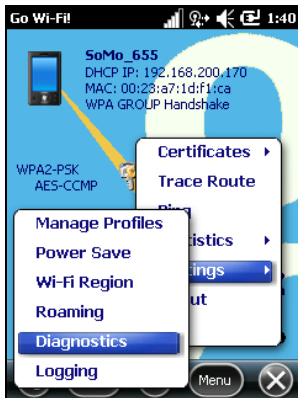 Go Wi-Fi!
1:40
SoMo_655
DHCP IP: 192.168.200.170
MAC: 00:23:a7:1d:f1:ca
WPA GROUP Handshake
WPA2-PSK
AES-CCMP
Certificates
Trace Route
Manage Profiles
Power Save
Wi-Fi Region
Roaming
Diagnostics
Logging
Menu